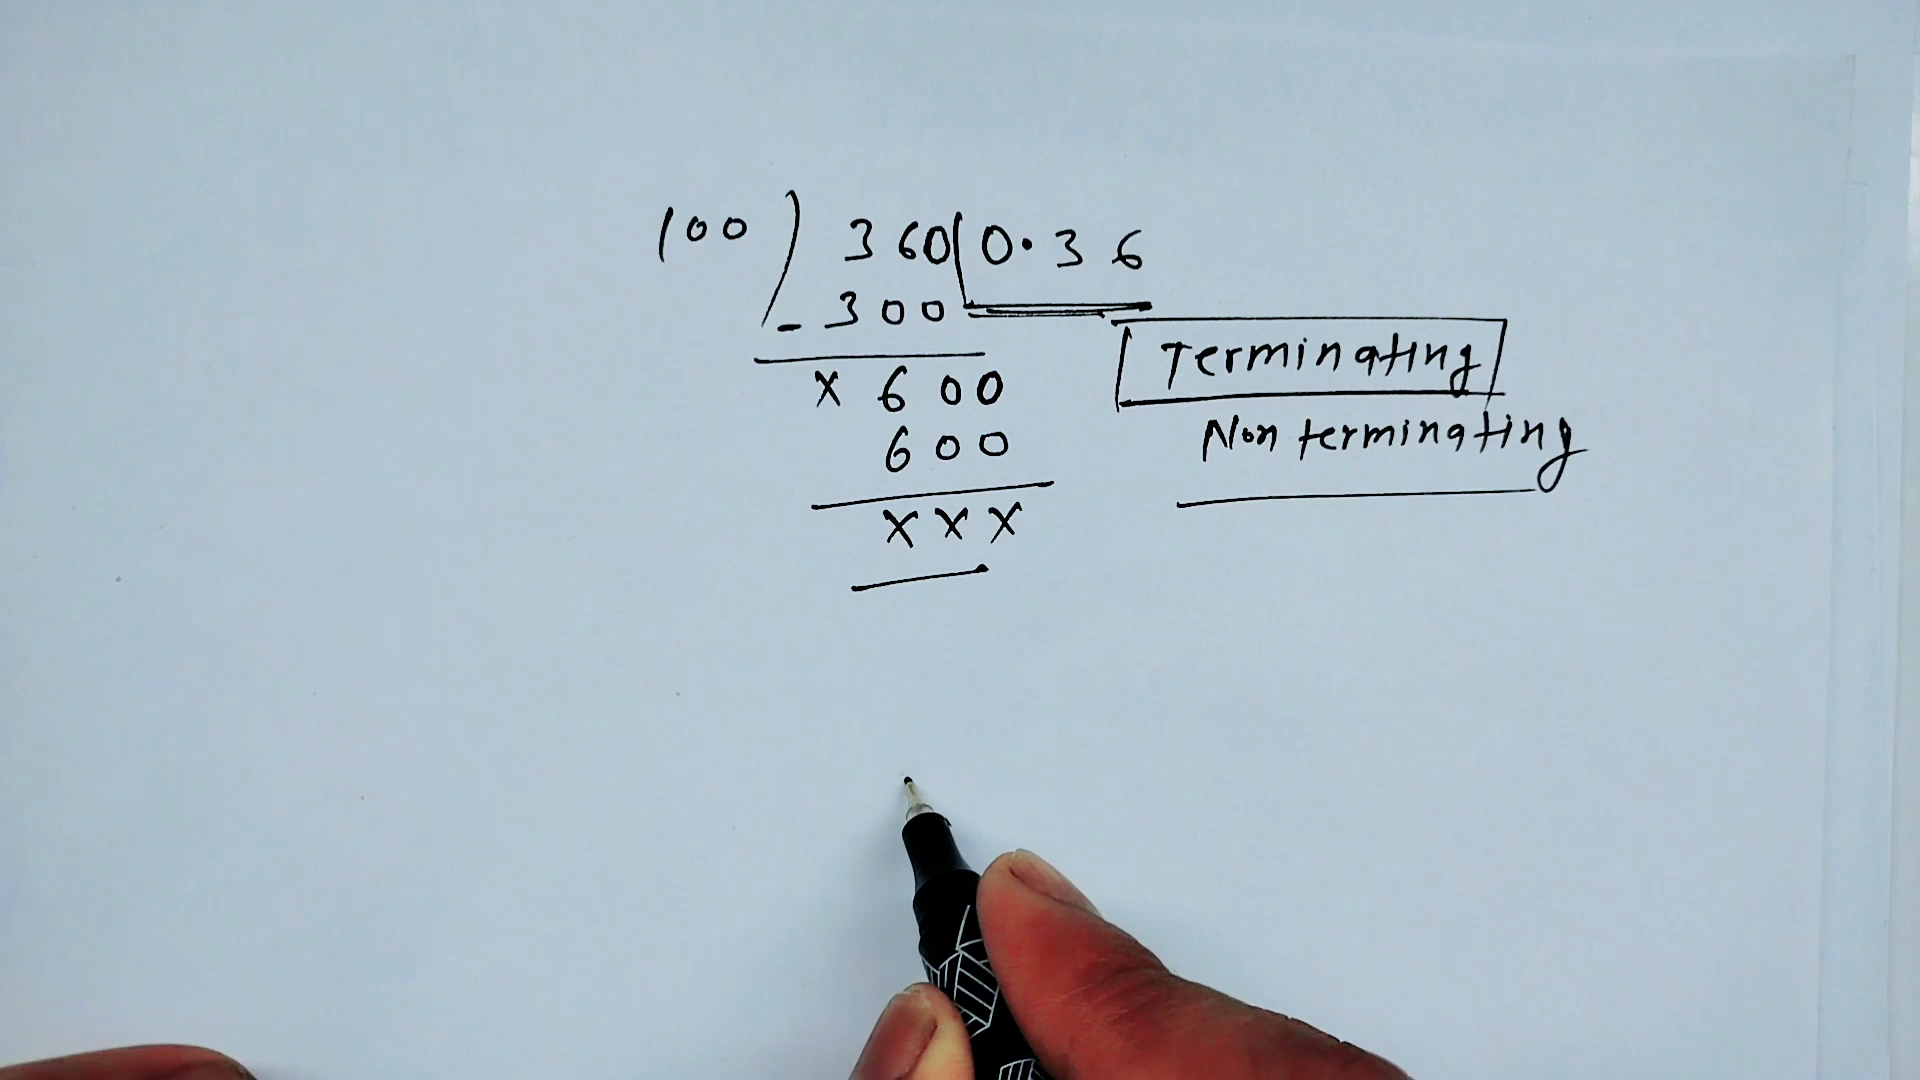 100 ) 360 ( 0.36
- 300
x 600
600
x x x
Terminating
Non terminating